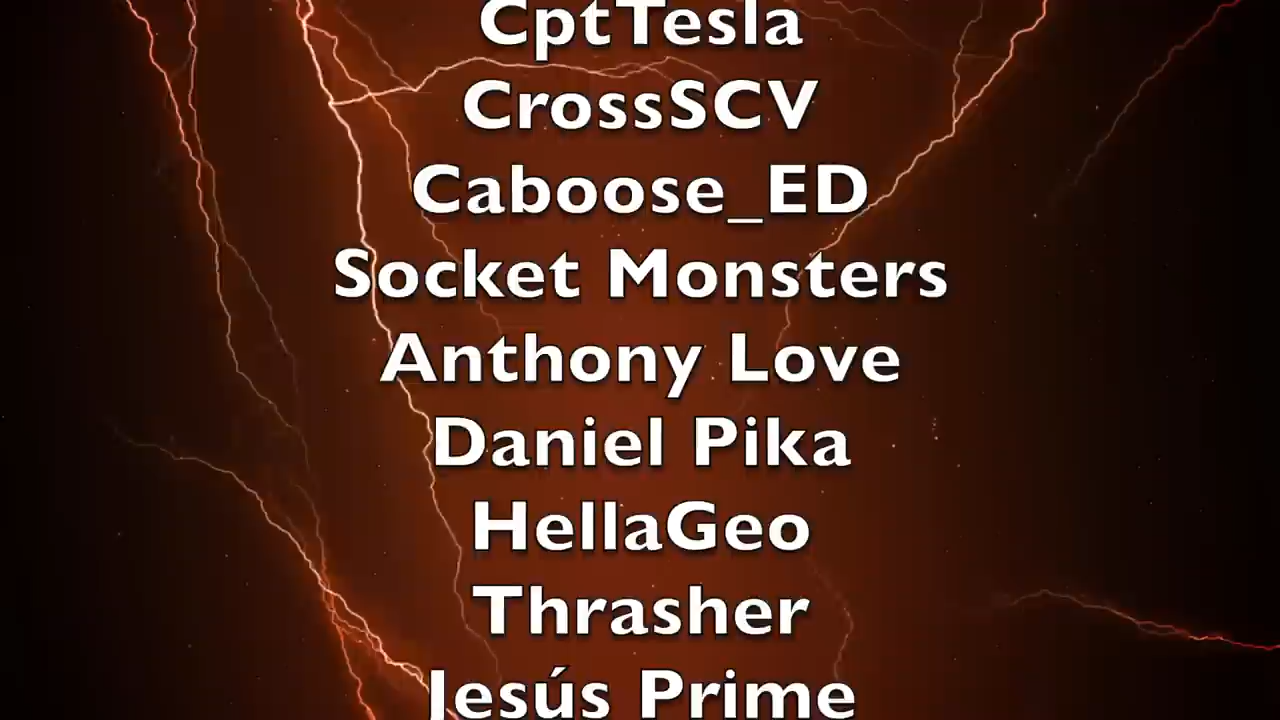 CptTesla
CrossSCV
Caboose_ED
Socket Monsters
Anthony Love
Daniel Pika
HellaGeo
Thrasher
Jesús Prime